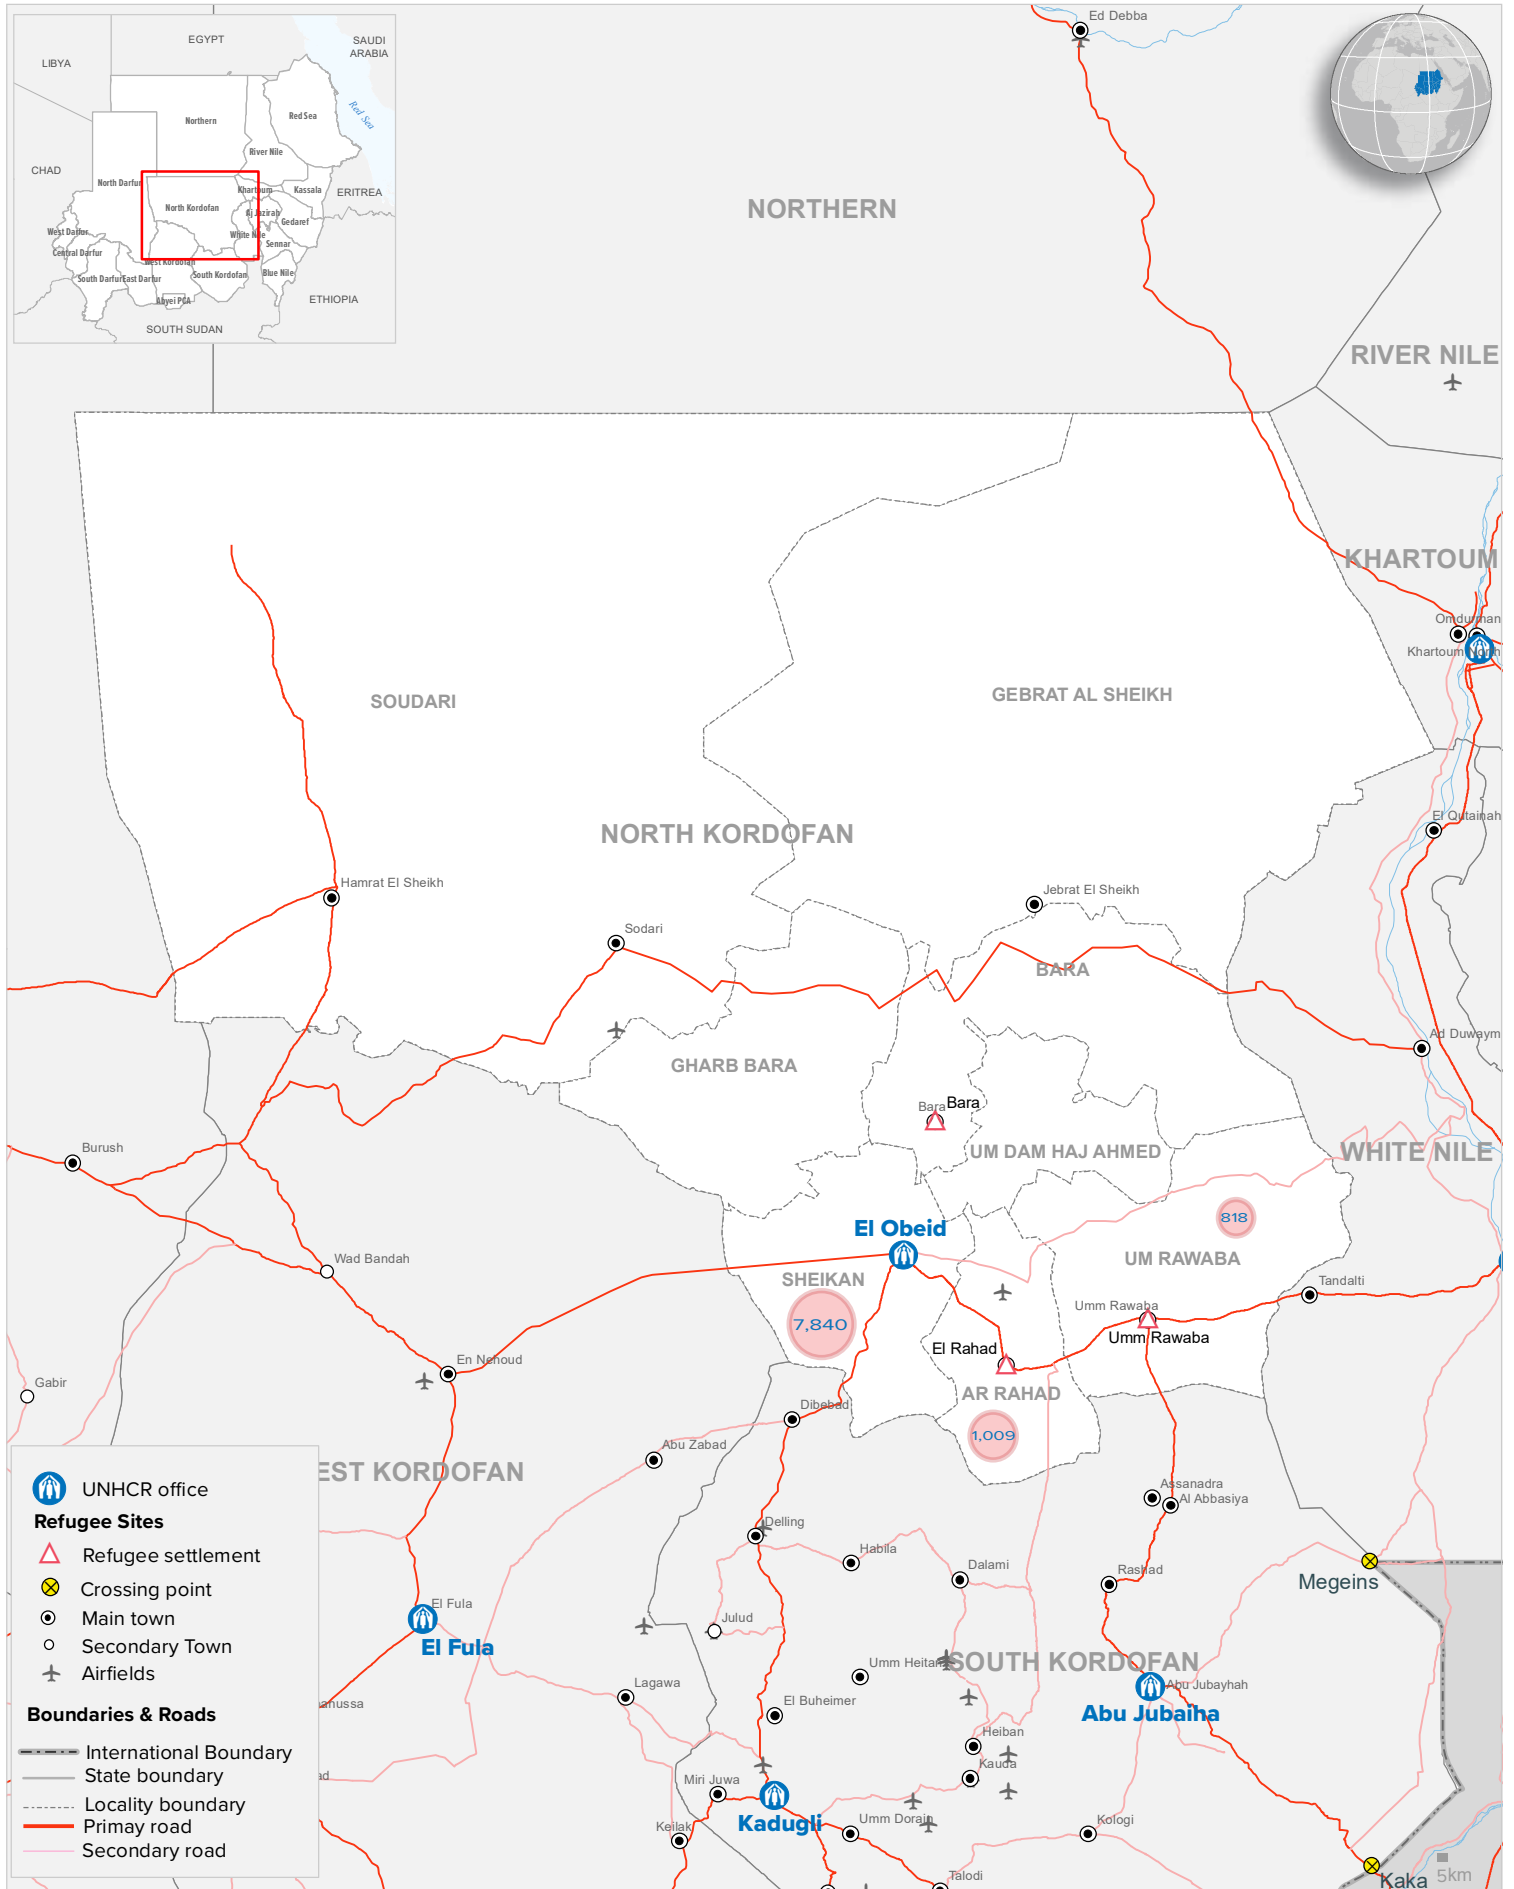 EGYPT
SAUDI
ARABIA
LIBYA
Red Sea
Northern
Red Sea
River Nile
CHAD
North Darfur
Khartoum
Kassala
ERITREA
North Kordofan
Aj Jazirah
Gedaref
West Darfur
White Nile
Sennar
Central Darfur
West Kordofan
South Darfur
East Darfur
South Kordofan
Blue Nile
Abyei PCA
ETHIOPIA
SOUTH SUDAN
Ed Debba
NORTHERN
RIVER NILE
KHARTOUM
Omdurman
Khartoum North
SOUDARI
GEBRAT AL SHEIKH
NORTH KORDOFAN
El Qutainah
Hamrat El Sheikh
Jebrat El Sheikh
Sodari
BARA
Ad Duwaym
GHARB BARA
Bara
Bara
UM DAM HAJ AHMED
WHITE NILE
Burush
818
El Obeid
Wad Bandah
UM RAWABA
SHEIKAN
Tandalti
7,840
Umm Rawaba
Umm Rawaba
El Rahad
En Nehoud
Gabir
AR RAHAD
Dibebad
1,009
Abu Zabad
EST KORDOFAN
Assanadra
Al Abbasiya
Delling
Habila
Dalami
Rashad
Megeins
El Fula
El Fula
Julud
Umm Heitan
SOUTH KORDOFAN
Lagawa
Abu Jubayhah
Abu Jubaiha
El Buheimer
anussa
Heiban
Kauda
ad
Miri Juwa
Kadugli
Umm Dorain
Keilak
Kologi
Talodi
Kaka
5km
UNHCR office
Refugee Sites
Refugee settlement
Crossing point
Main town
Secondary Town
Airfields
Boundaries & Roads
International Boundary
State boundary
Locality boundary
Primay road
Secondary road